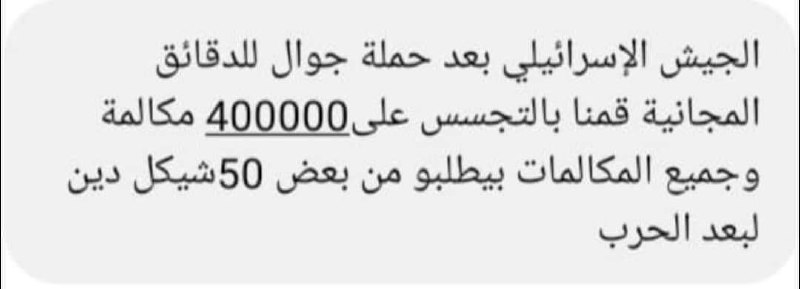 الجيش الإسرائيلي بعد حملة جوال للدقائق
المجانية قمنا بالتجسس على400000 مكالمة
وجميع المكالمات بيطلبو من بعض 50شيكل دين
لبعد الحرب